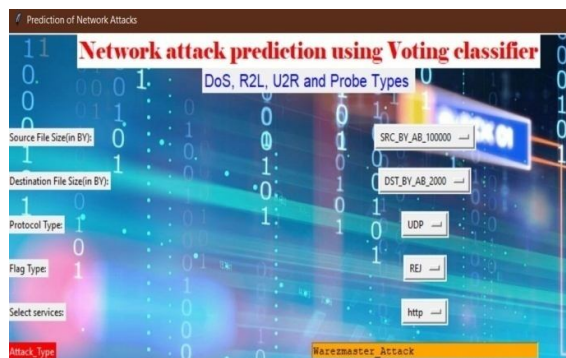 Prediction of Network Attacks
Network attack prediction using Voting classifier
DoS, R2L, U2R and Probe Types
Source File Size(in BY): SRC_BY_AB_100000
Destination File Size(in BY): DST_BY_AB_2000
Protocol Type: UDP
Flag Type: REJ
Select services: http
Attack_Type Warezmaster_Attack